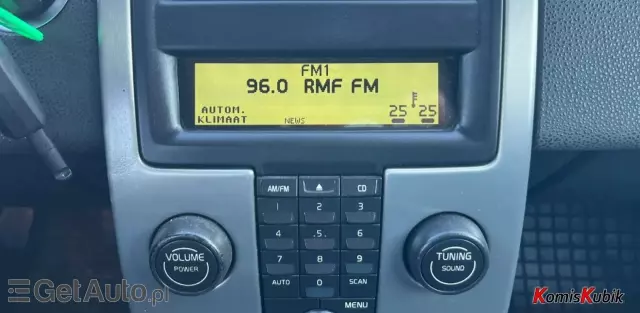 FM1
96.0 RMF FM
AUTOM.
KLIMAAT
NEWS
25 25
AM/FM CD
1 2 3
4 .5. 6
7 8 9
AUTO 0 SCAN
MENU
VOLUME
POWER
TUNING
SOUND
GetAuto.pl
KomisKubik